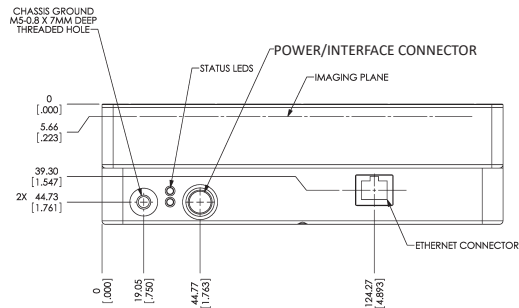 CHASSIS GROUND
M5-0.8 X 7MM DEEP
THREADED HOLE
POWER/INTERFACE CONNECTOR
STATUS LEDS
IMAGING PLANE
0
[.000]
5.66
[.223]
39.30
[1.547]
2X 44.73
[1.761]
ETHERNET CONNECTOR
0
[.000]
19.05
[.750]
44.77
[1.763]
124.27
[4.893]